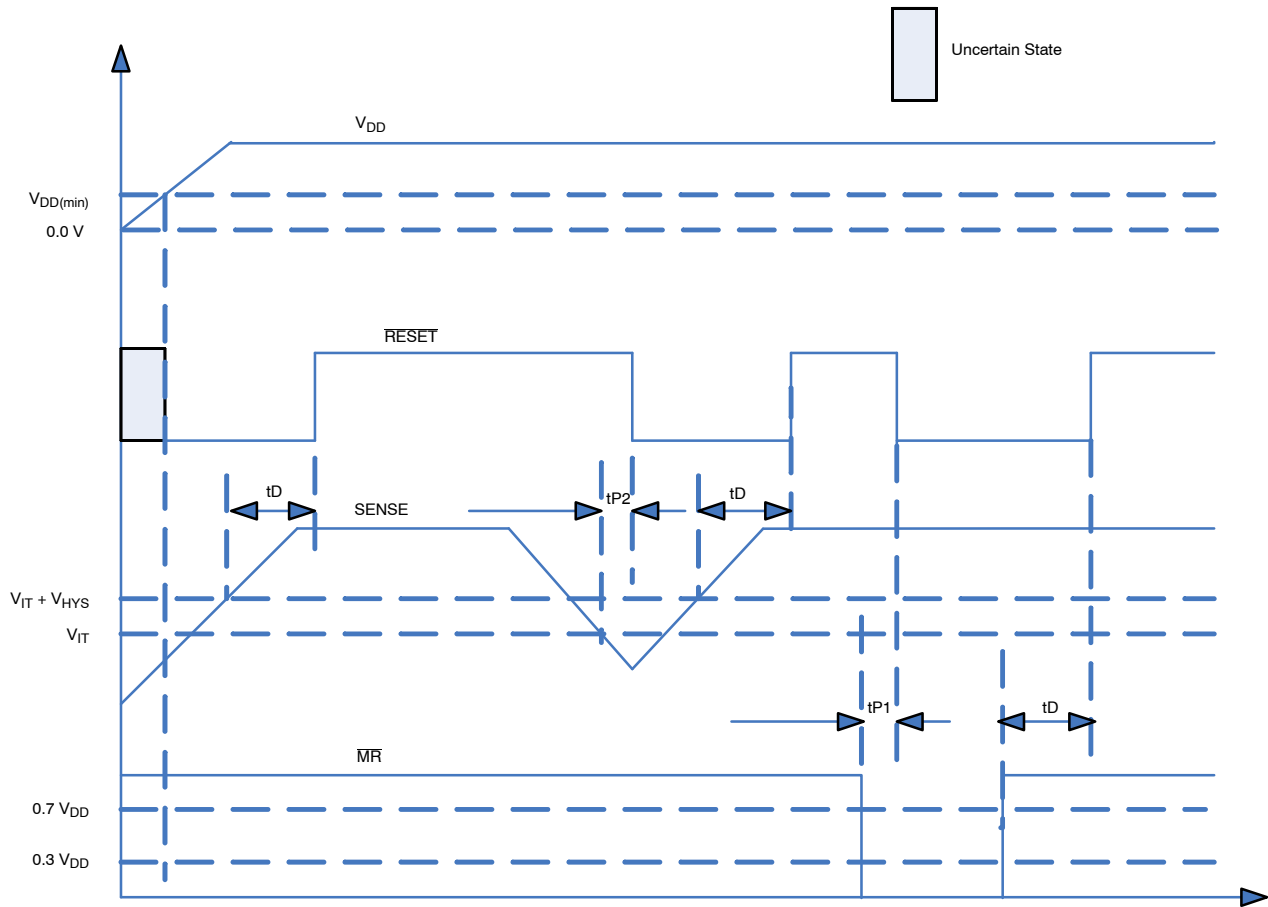 Uncertain State
VDD
VDD(min)
0.0 V
RESET
tD
SENSE
tP2
tD
VIT + VHYS
VIT
tP1
tD
MR
0.7 VDD
0.3 VDD